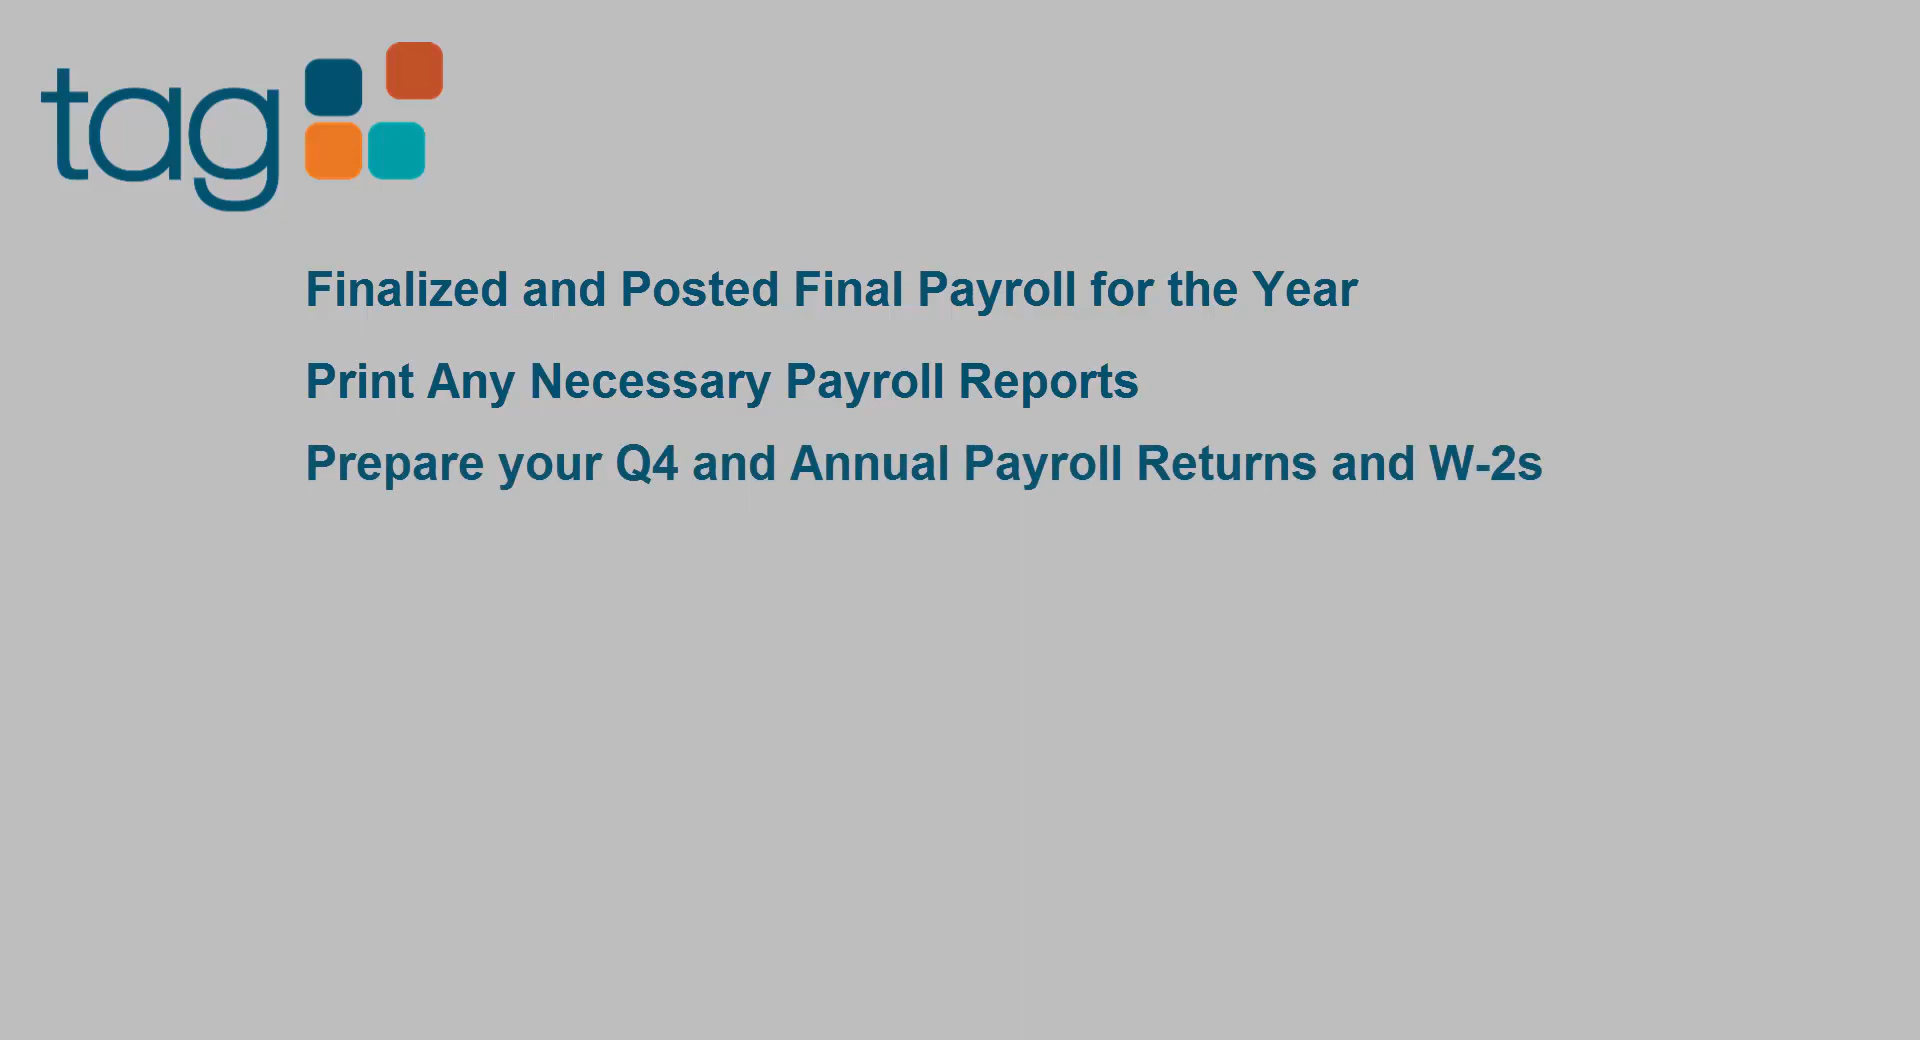 tag
Finalized and Posted Final Payroll for the Year
Print Any Necessary Payroll Reports
Prepare your Q4 and Annual Payroll Returns and W-2s